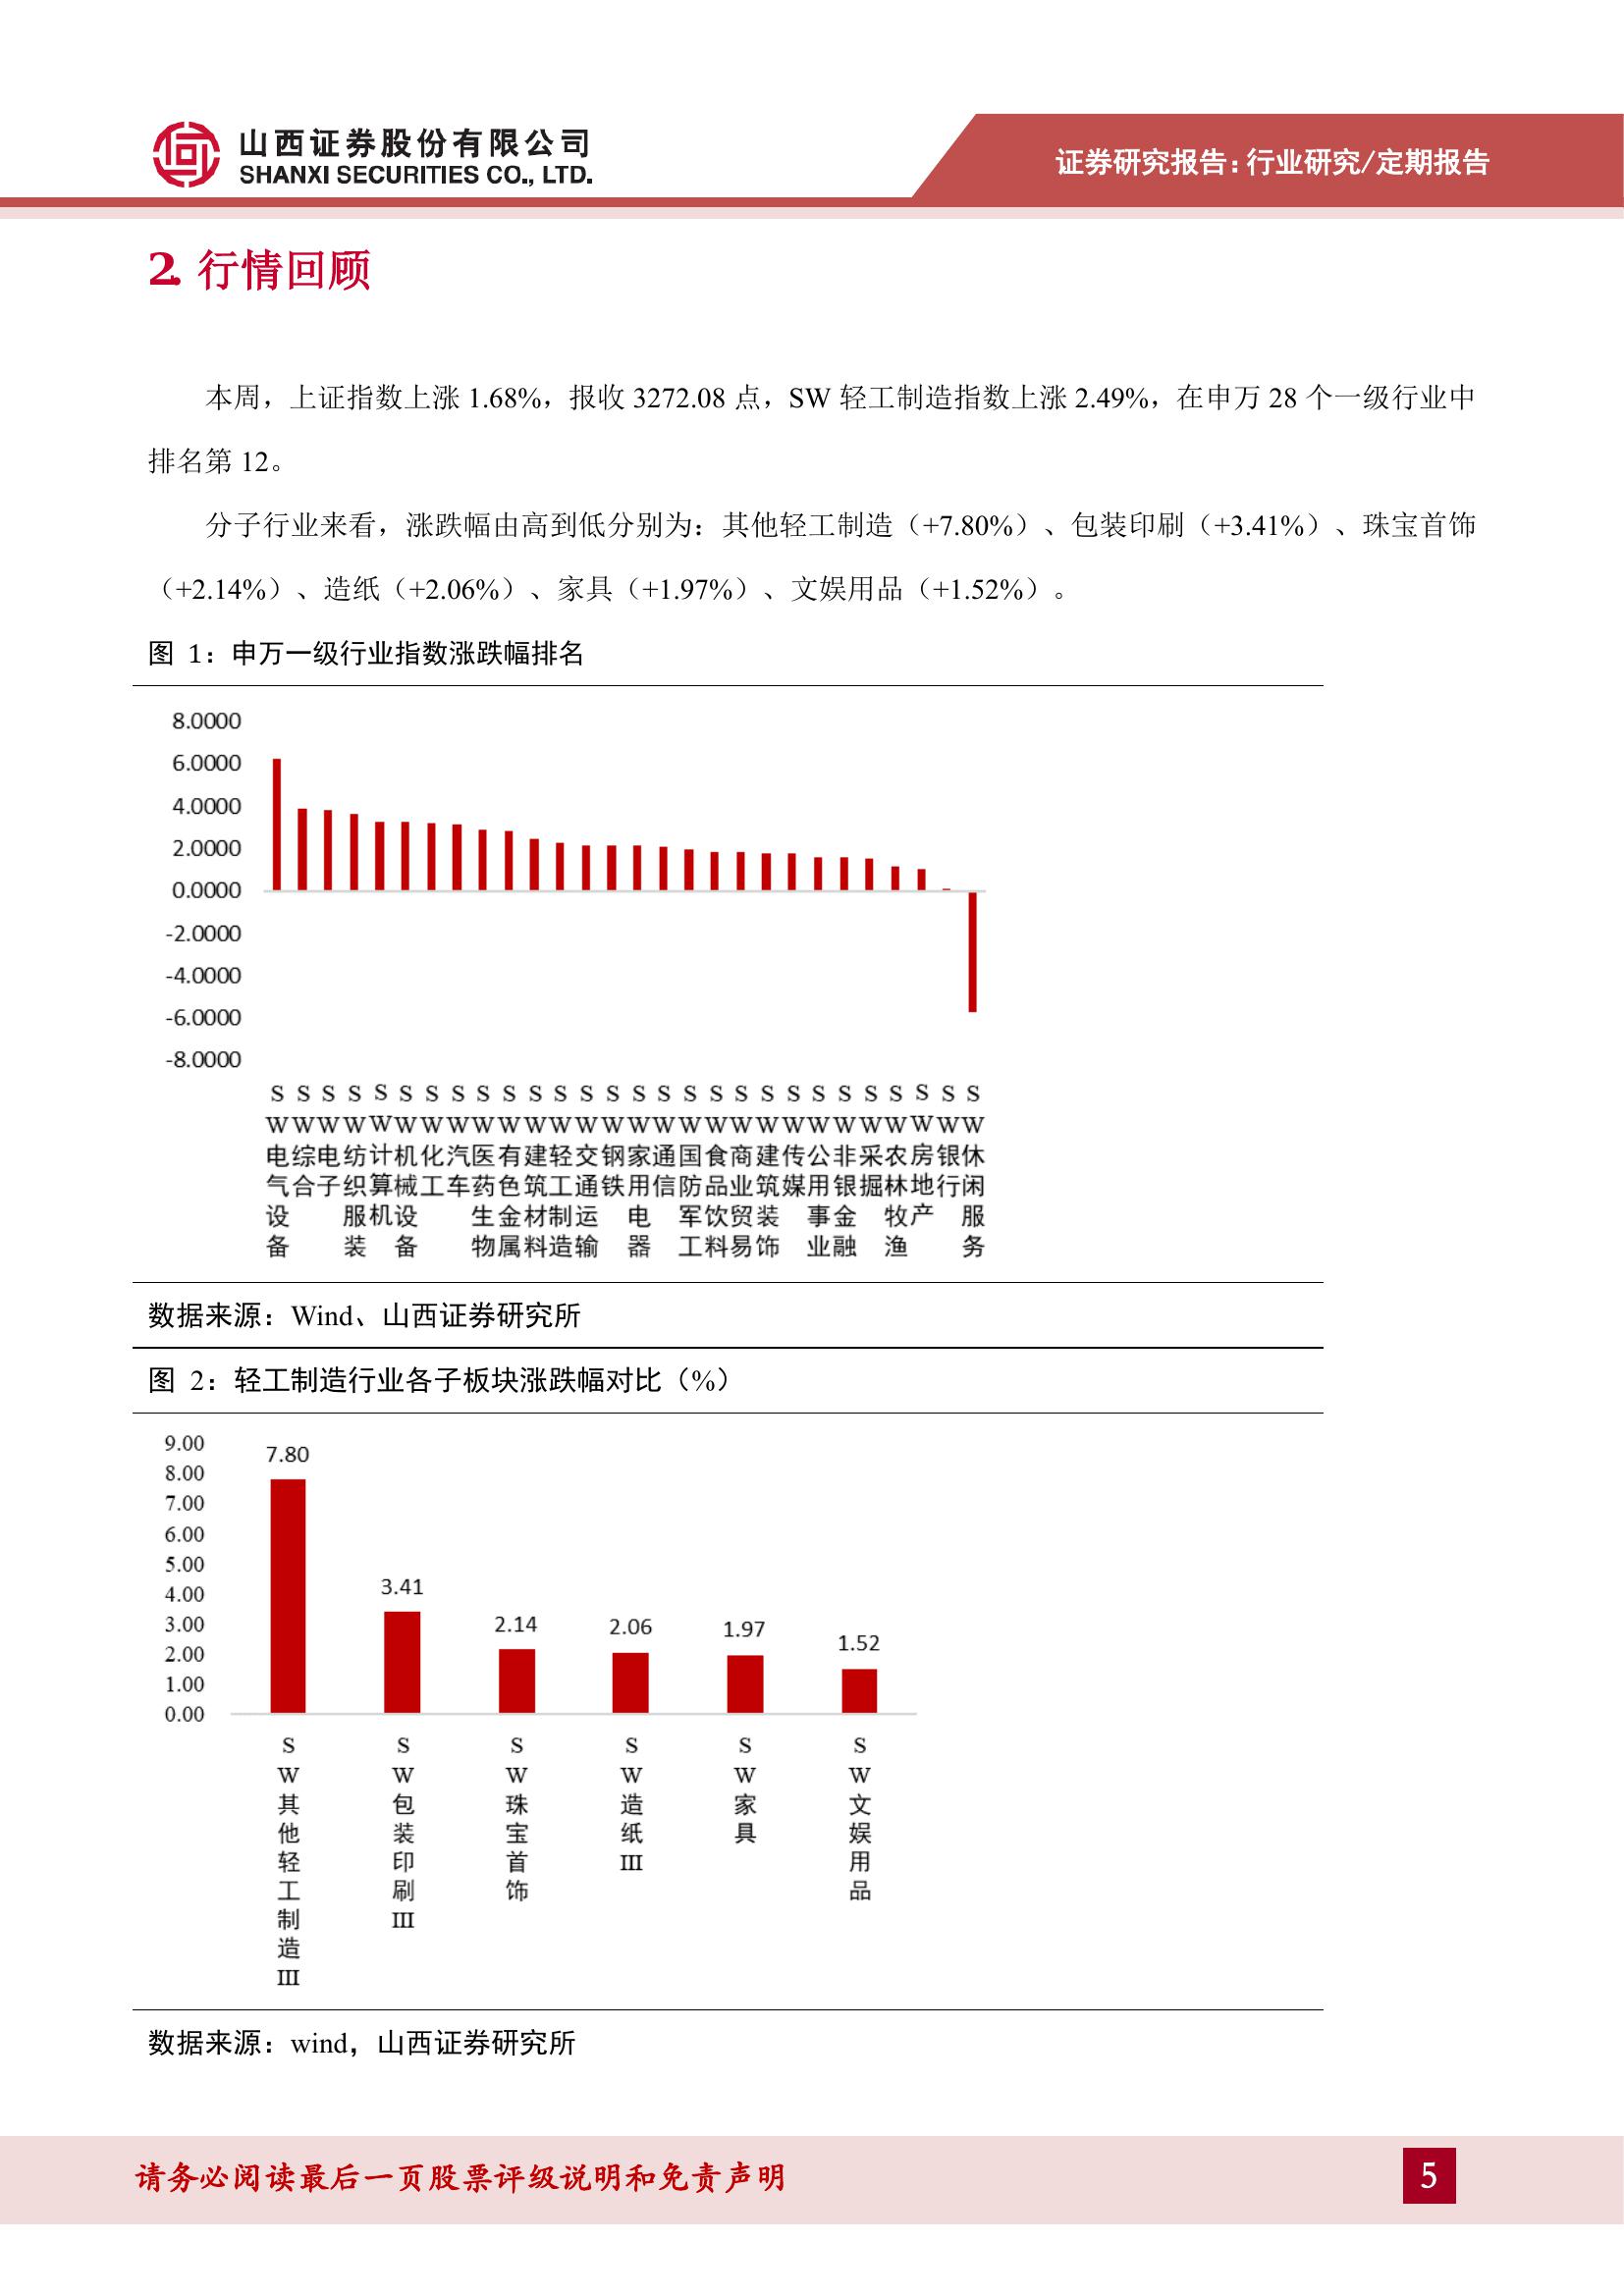 山西证券股份有限公司
SHANXI SECURITIES CO., LTD.
证券研究报告：行业研究/定期报告
2. 行情回顾
本周，上证指数上涨 1.68%，报收 3272.08 点，SW 轻工制造指数上涨 2.49%，在申万 28 个一级行业中
排名第 12。
分子行业来看，涨跌幅由高到低分别为：其他轻工制造（+7.80%）、包装印刷（+3.41%）、珠宝首饰
（+2.14%）、造纸（+2.06%）、家具（+1.97%）、文娱用品（+1.52%）。
图 1：申万一级行业指数涨跌幅排名
8.0000
6.0000
4.0000
2.0000
0.0000
-2.0000
-4.0000
-6.0000
-8.0000
SW电气设备
SW综合
SW电子
SW纺织服装
SW计算机
SW机械设备
SW化工
SW汽车
SW医药生物
SW有色金属
SW建筑材料
SW轻工制造
SW交通运输
SW钢铁
SW家用电器
SW通信
SW国防军工
SW食品饮料
SW商业贸易
SW建筑装饰
SW传媒
SW公用事业
SW非银金融
SW采掘
SW农林牧渔
SW房地产
SW银行
SW休闲服务
数据来源：Wind、山西证券研究所
图 2：轻工制造行业各子板块涨跌幅对比（%）
9.00
8.00
7.00
6.00
5.00
4.00
3.00
2.00
1.00
0.00
7.80
3.41
2.14
2.06
1.97
1.52
SW其他轻工制造Ⅲ
SW包装印刷Ⅲ
SW珠宝首饰
SW造纸Ⅲ
SW家具
SW文娱用品
数据来源：wind，山西证券研究所
请务必阅读最后一页股票评级说明和免责声明
5